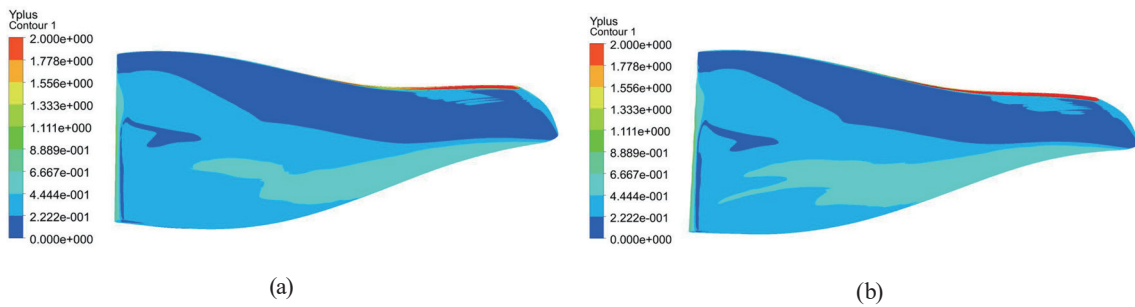 Yplus
Contour 1
2.000e+000
1.778e+000
1.556e+000
1.333e+000
1.111e+000
8.889e-001
6.667e-001
4.444e-001
2.222e-001
0.000e+000
(a)
Yplus
Contour 1
2.000e+000
1.778e+000
1.556e+000
1.333e+000
1.111e+000
8.889e-001
6.667e-001
4.444e-001
2.222e-001
0.000e+000
(b)